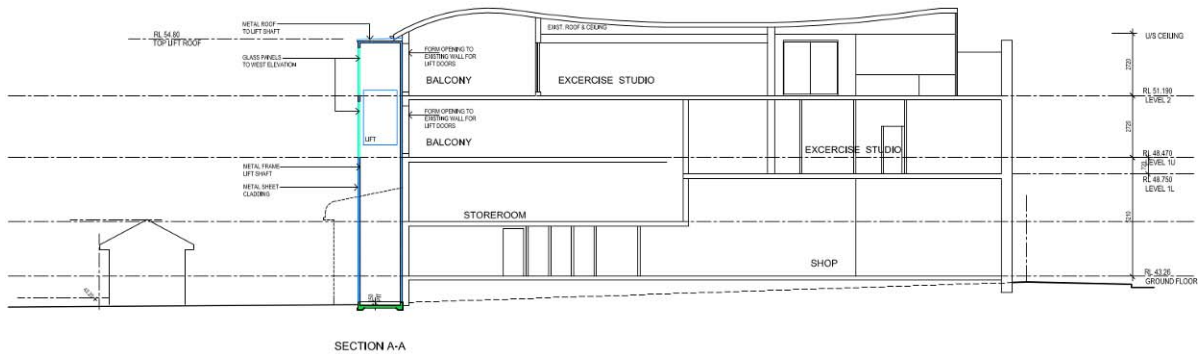 METAL ROOF
TO LIFT SHAFT
RL 54.80
TOP LIFT ROOF
GLASS PANELS
TO WEST ELEVATION
FORM OPENING TO
EXISTING WALL FOR
LIFT DOORS
EXIST. ROOF & CEILING
U/S CEILING
2720
BALCONY
EXCERCISE STUDIO
RL 51.190
LEVEL 2
FORM OPENING TO
EXISTING WALL FOR
LIFT DOORS
2720
LIFT
BALCONY
EXCERCISE STUDIO
RL 48.470
LEVEL 1U
METAL FRAME
LIFT SHAFT
RL 48.750
LEVEL 1L
METAL SHEET
CLADDING
STOREROOM
SHOP
RL 43.26
GROUND FLOOR
SECTION A-A